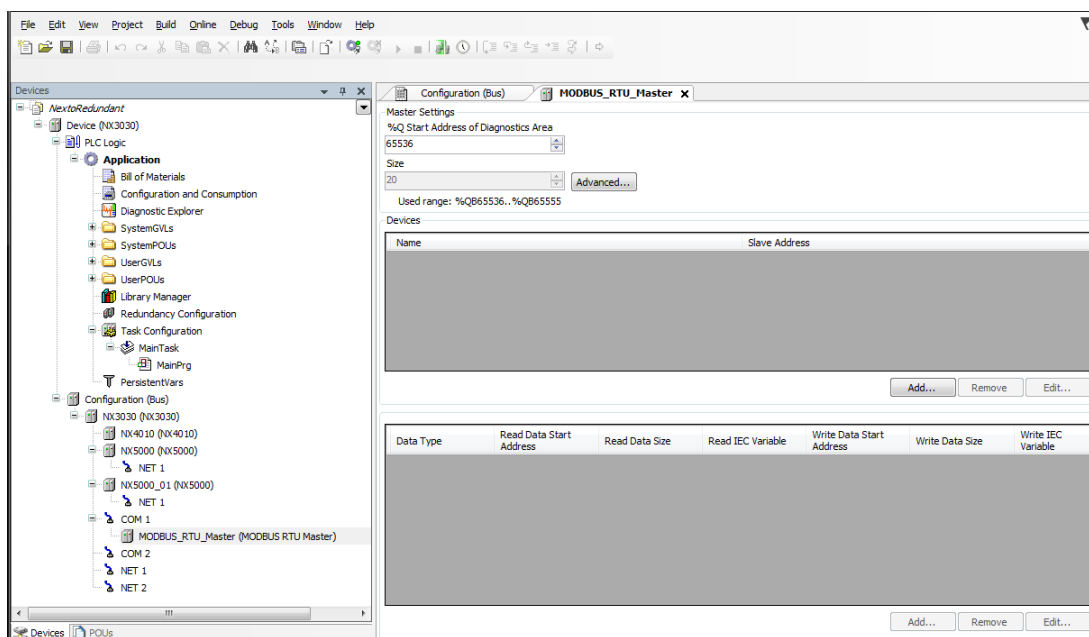 File Edit View Project Build Online Debug Tools Window Help
Devices
NextoRedundant
Device (NX3030)
PLC Logic
Application
Bill of Materials
Configuration and Consumption
Diagnostic Explorer
SystemGVLs
SystemPOUs
UserGVLs
UserPOUs
Library Manager
Redundancy Configuration
Task Configuration
MainTask
MainPrg
PersistentVars
Configuration (Bus)
NX3030 (NX3030)
NX4010 (NX4010)
NX5000 (NX5000)
NET 1
NX5000_01 (NX5000)
NET 1
COM 1
MODBUS_RTU_Master (MODBUS RTU Master)
COM 2
NET 1
NET 2
Devices POUs
Configuration (Bus) MODBUS_RTU_Master
Master Settings
%Q Start Address of Diagnostics Area
65536
Size
20 Advanced...
Used range: %QB65536..%QB65555
Devices
Name Slave Address
Add... Remove Edit...
Data Type Read Data Start Address Read Data Size Read IEC Variable Write Data Start Address Write Data Size Write IEC Variable
Add... Remove Edit...